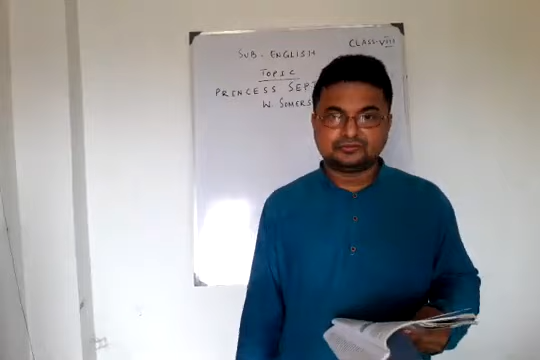 CLASS-VIII
SUB-ENGLISH
TOPIC
PRINCESS SEPT
W. SOMERS